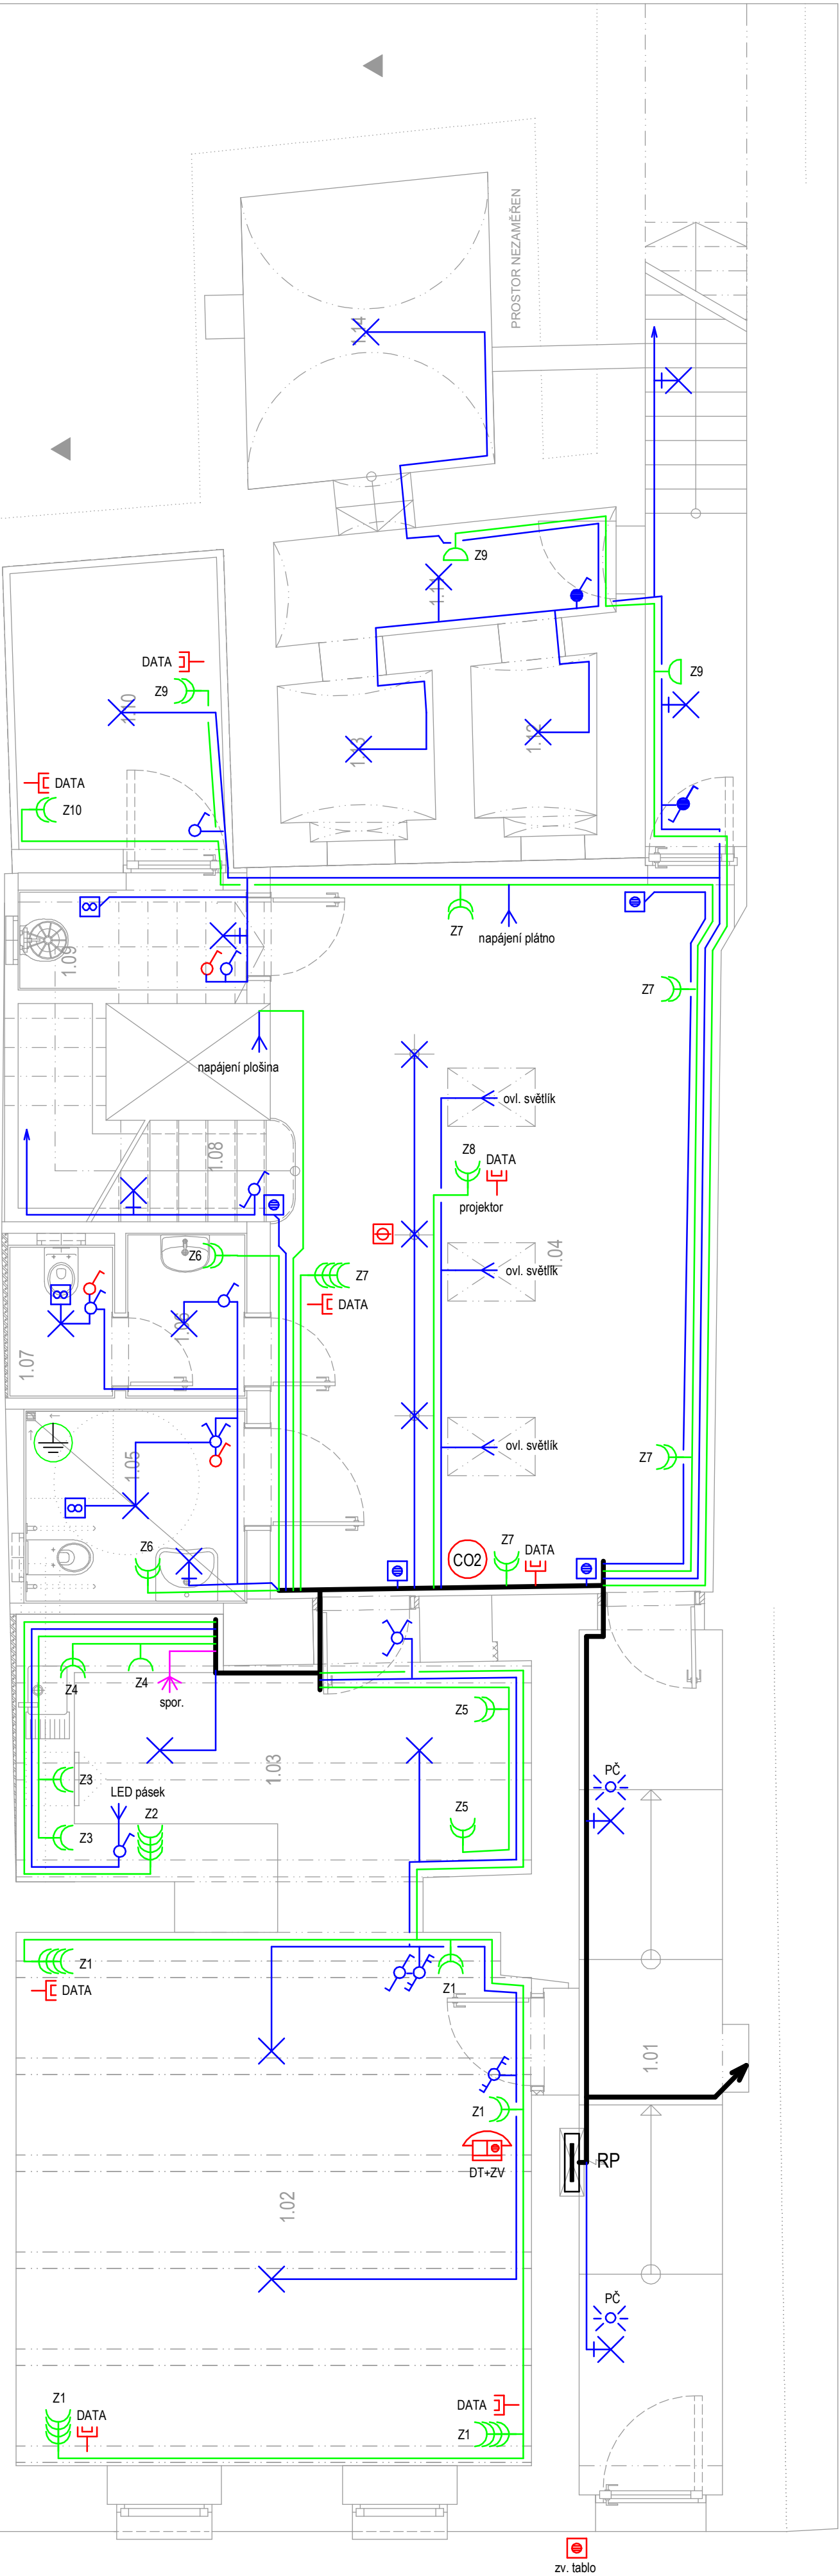 PROSTOR NEZAMĚŘEN
1.14
Z9
1.11
DATA
Z9
1.10
Z9
1.13
1.12
DATA
Z10
Z7
napájení plátno
1.09
Z7
napájení plošina
ovl. světlík
1.08
Z8
DATA
projektor
1.04
Z6
Z7
ovl. světlík
DATA
1.06
1.07
1.05
ovl. světlík
Z7
Z6
CO2
Z7
DATA
Z4
Z4
spor.
Z5
1.03
Z3
LED pásek
Z2
Z5
Z3
PČ
Z1
DATA
Z1
1.01
Z1
DT+ZV
RP
1.02
PČ
Z1
DATA
DATA
Z1
zv. tablo